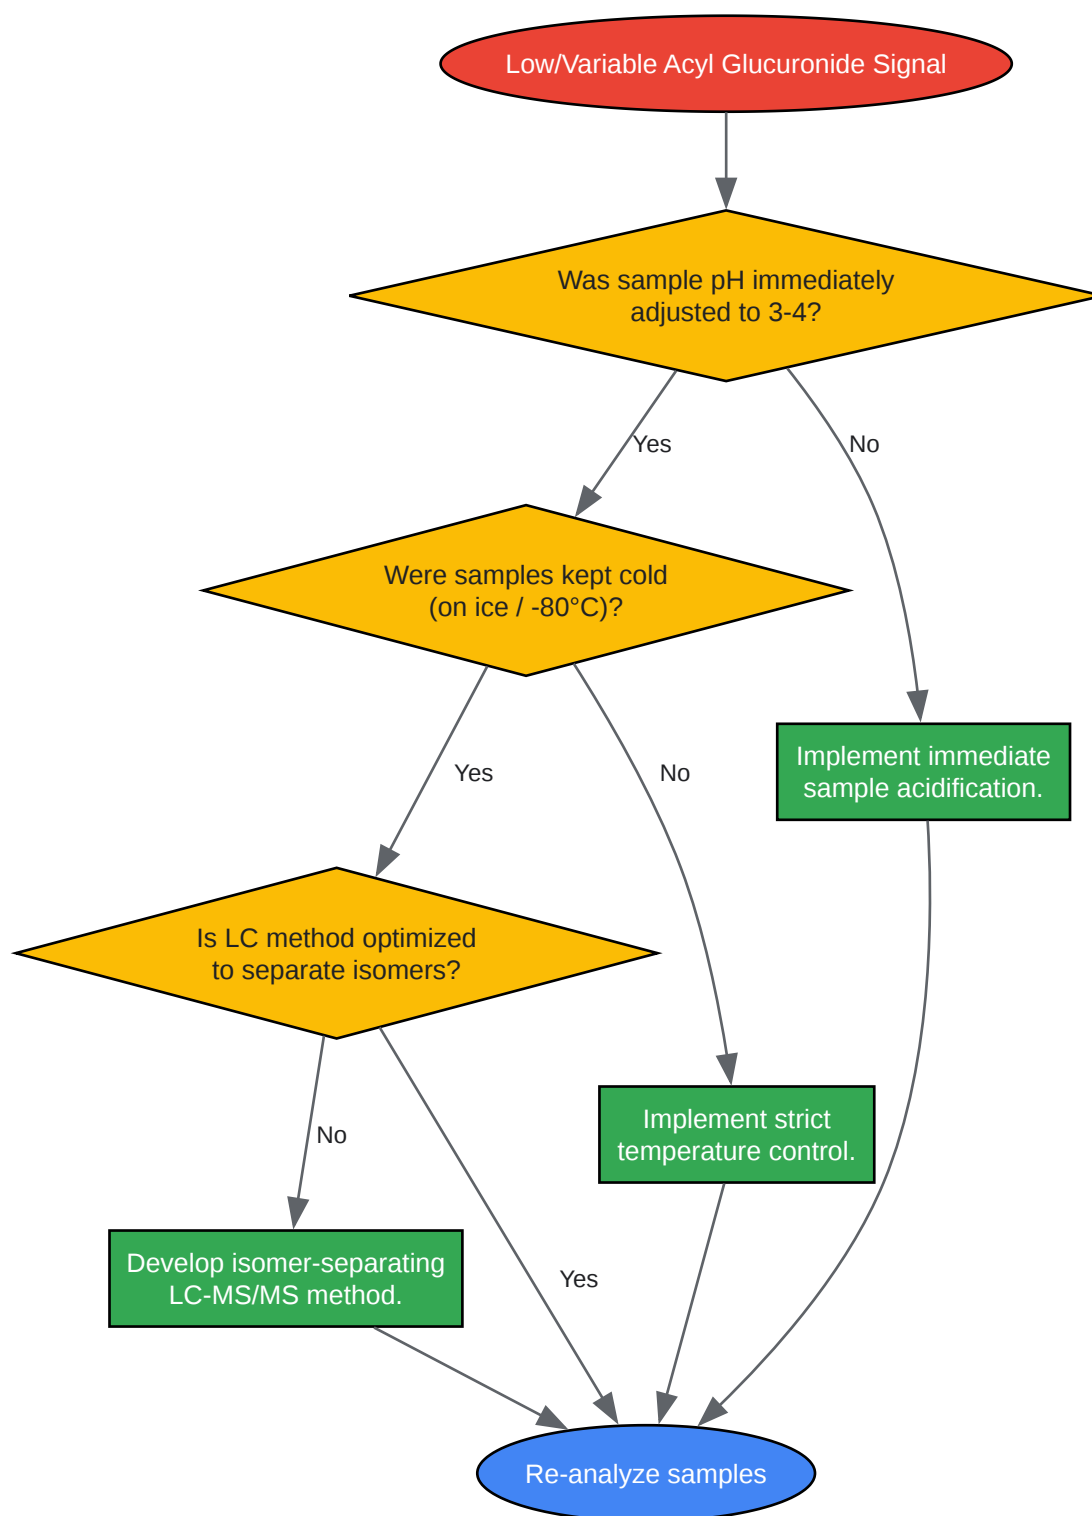 Low/Variable Acyl Glucuronide Signal
Was sample pH immediately
adjusted to 3-4?
Yes
No
Were samples kept cold
(on ice / -80°C)?
Implement immediate
sample acidification.
Yes
No
Is LC method optimized
to separate isomers?
Implement strict
temperature control.
No
Develop isomer-separating
LC-MS/MS method.
Yes
Re-analyze samples